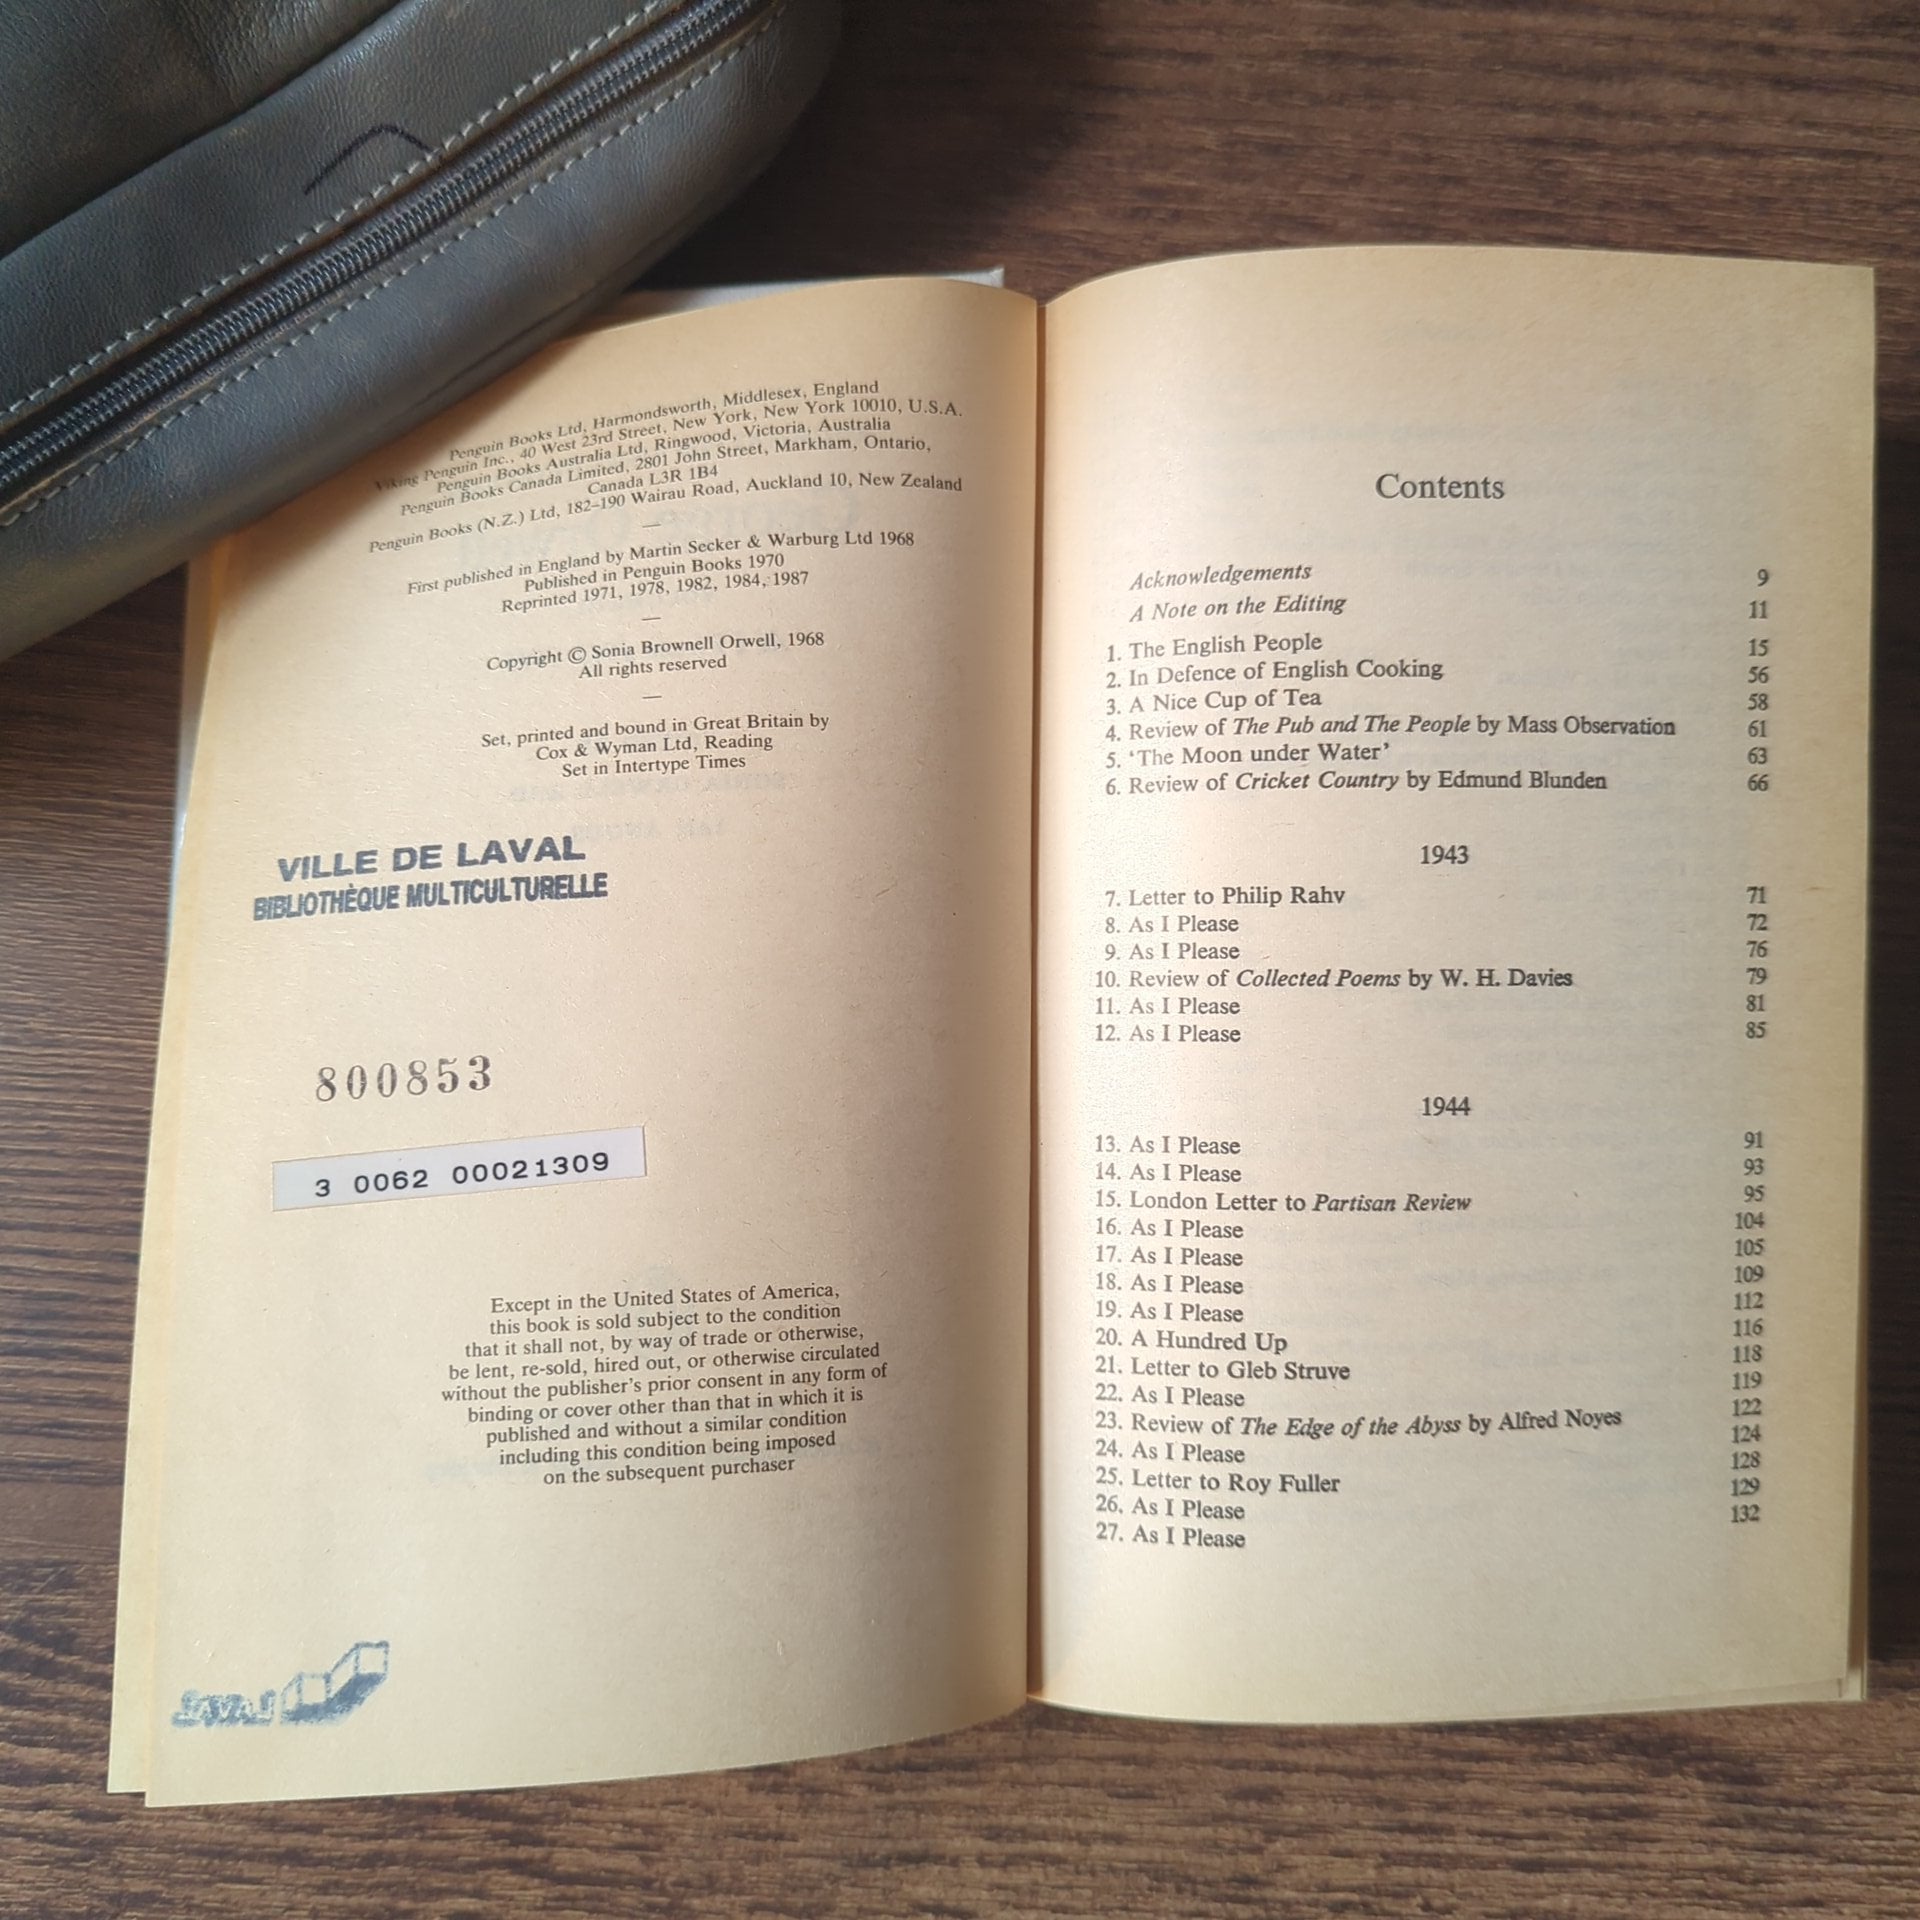 Penguin Books Ltd, Harmondsworth, Middlesex, England
Viking Penguin Inc., 40 West 23rd Street, New York, New York 10010, U.S.A.
Penguin Books Australia Ltd, Ringwood, Victoria, Australia
Penguin Books Canada Limited, 2801 John Street, Markham, Ontario,
Canada L3R 1B4
Penguin Books (N.Z.) Ltd, 182–190 Wairau Road, Auckland 10, New Zealand
First published in England by Martin Secker & Warburg Ltd 1968
Published in Penguin Books 1970
Reprinted 1971, 1978, 1982, 1984, 1987
Copyright © Sonia Brownell Orwell, 1968
All rights reserved
Set, printed and bound in Great Britain by
Cox & Wyman Ltd, Reading
Set in Intertype Times
VILLE DE LAVAL
BIBLIOTHÈQUE MULTICULTURELLE
800853
3 0062 00021309
Except in the United States of America,
this book is sold subject to the condition
that it shall not, by way of trade or otherwise,
be lent, re-sold, hired out, or otherwise circulated
without the publisher's prior consent in any form of
binding or cover other than that in which it is
published and without a similar condition
including this condition being imposed
on the subsequent purchaser
Contents
Acknowledgements 9
A Note on the Editing 11
1. The English People 15
2. In Defence of English Cooking 56
3. A Nice Cup of Tea 58
4. Review of The Pub and The People by Mass Observation 61
5. 'The Moon under Water' 63
6. Review of Cricket Country by Edmund Blunden 66
1943
7. Letter to Philip Rahv 71
8. As I Please 72
9. As I Please 76
10. Review of Collected Poems by W. H. Davies 79
11. As I Please 81
12. As I Please 85
1944
13. As I Please 91
14. As I Please 93
15. London Letter to Partisan Review 95
16. As I Please 104
17. As I Please 105
18. As I Please 109
19. As I Please 112
20. A Hundred Up 116
21. Letter to Gleb Struve 118
22. As I Please 119
23. Review of The Edge of the Abyss by Alfred Noyes 122
24. As I Please 124
25. Letter to Roy Fuller 128
26. As I Please 129
27. As I Please 132